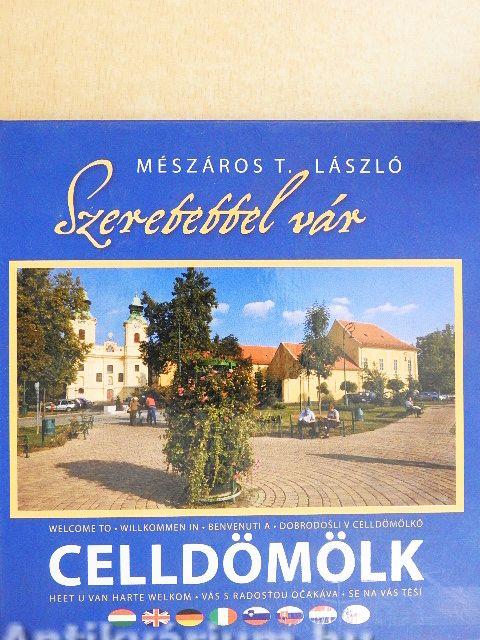 MÉSZÁROS T. LÁSZLÓ
Szeretettel vár
WELCOME TO • WILLKOMMEN IN • BENVENUTI A • DOBRODOŠLI V CELLDÖMÖLKÖ
CELLDÖMÖLK
HEET U VAN HARTE WELKOM • VÁS S RADOSTOU OČAKÁVA • SE NA VÁS TĚŠÍ